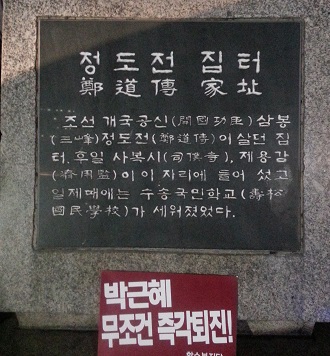 정도전 집터
鄭道傳 家址
조선 개국공신(開國功臣) 삼봉
(三峰)정도전(鄭道傳)이 살던 집
터. 후일 사복시(司僕寺), 제용감
(濟用監)이 이 자리에 들어 섰고
일제때에는 수송국민학교(壽松
國民學校)가 세워졌었다.
박근혜
무조건 즉각퇴진!